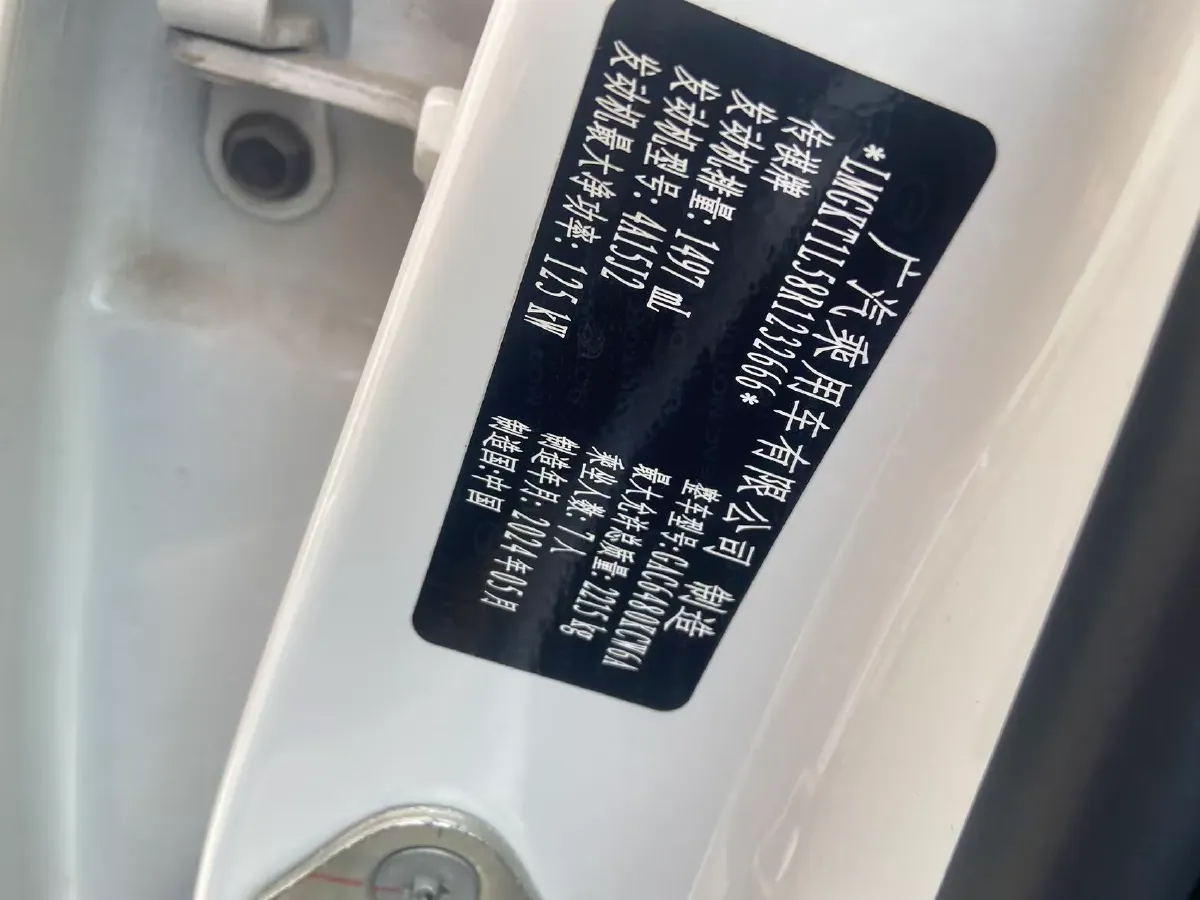 广汽乘用车有限公司 制造
*LMGKT1L58R1232666*
传祺牌
整车型号:GAC6480KCW6A
发动机排量: 1497 mL
最大允许总质量: 2215 kg
发动机型号: 4A15J2
乘坐人数: 7人
发动机最大净功率: 125 kW
制造年月: 2024年05月
制造国:中国